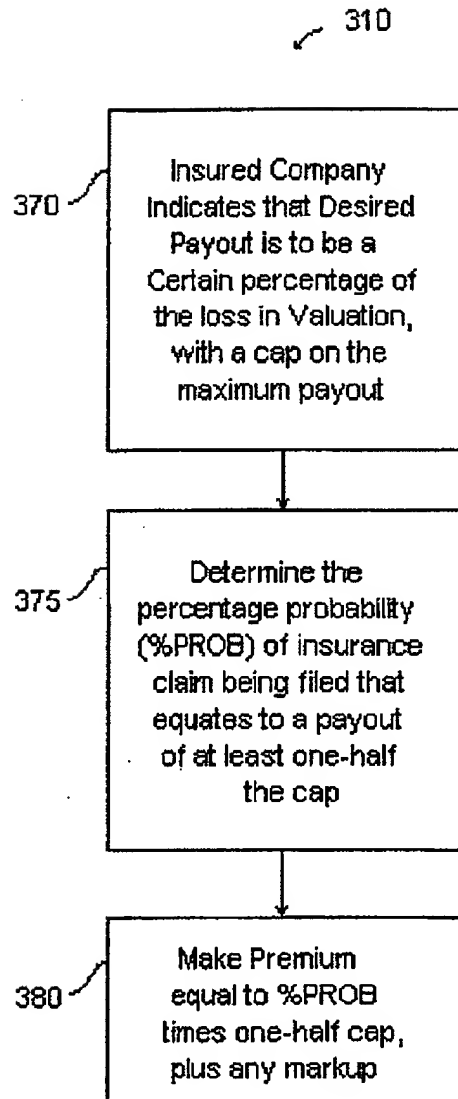 310
370
Insured Company
Indicates that Desired
Payout is to be a
Certain percentage of
the loss in Valuation,
with a cap on the
maximum payout
375
Determine the
percentage probability
(%PROB) of insurance
claim being filed that
equates to a payout
of at least one-half
the cap
380
Make Premium
equal to %PROB
times one-half cap,
plus any markup